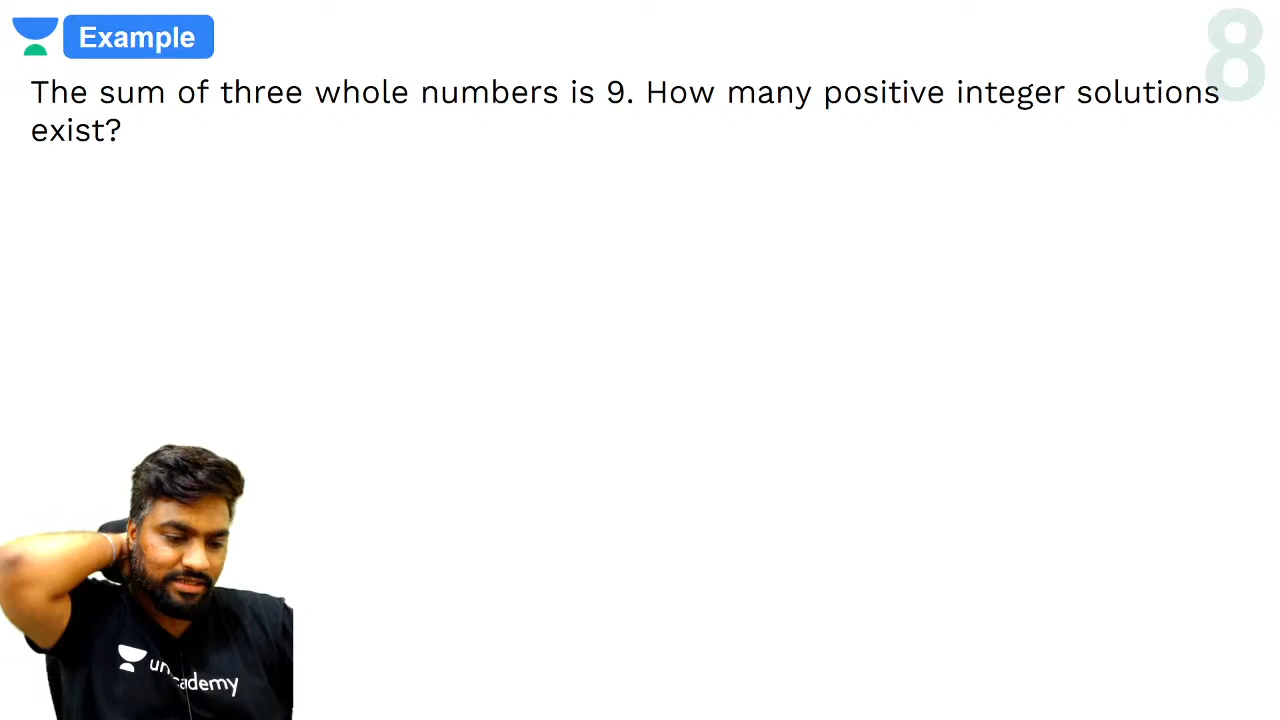 Example
8
The sum of three whole numbers is 9. How many positive integer solutions
exist?
unacademy